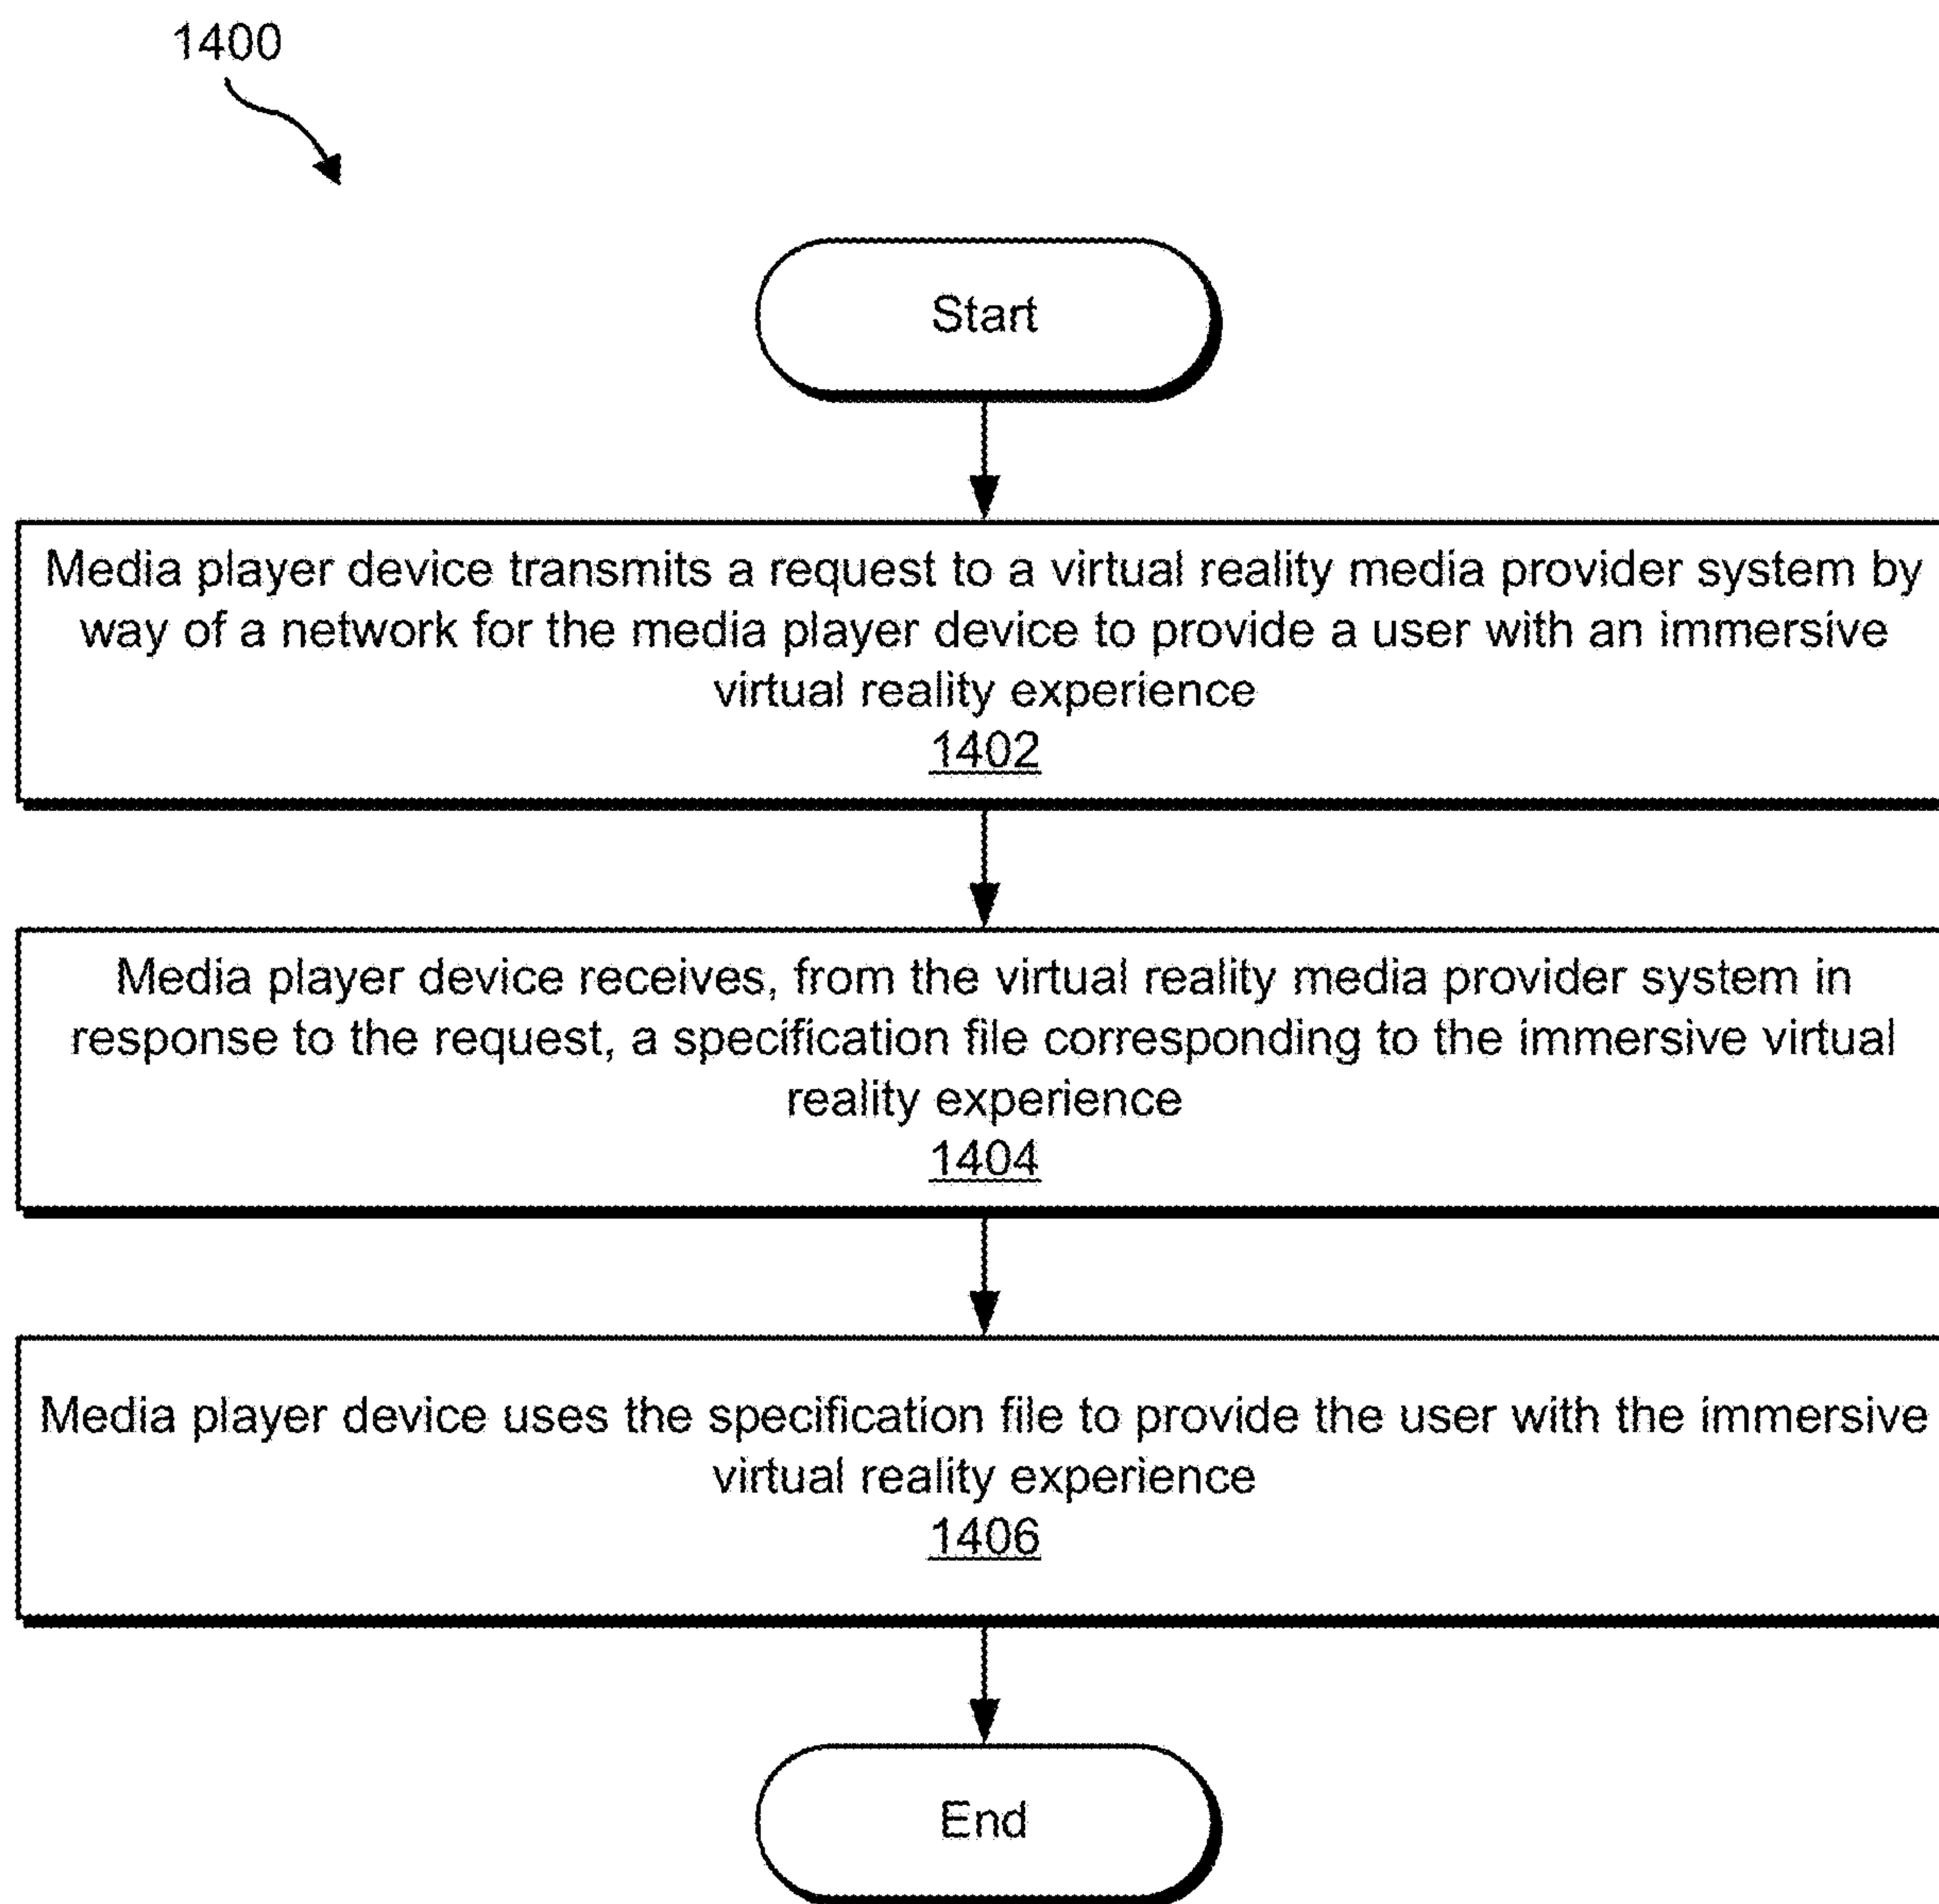 1400
Start
Media player device transmits a request to a virtual reality media provider system by
way of a network for the media player device to provide a user with an immersive
virtual reality experience
1402
Media player device receives, from the virtual reality media provider system in
response to the request, a specification file corresponding to the immersive virtual
reality experience
1404
Media player device uses the specification file to provide the user with the immersive
virtual reality experience
1406
End